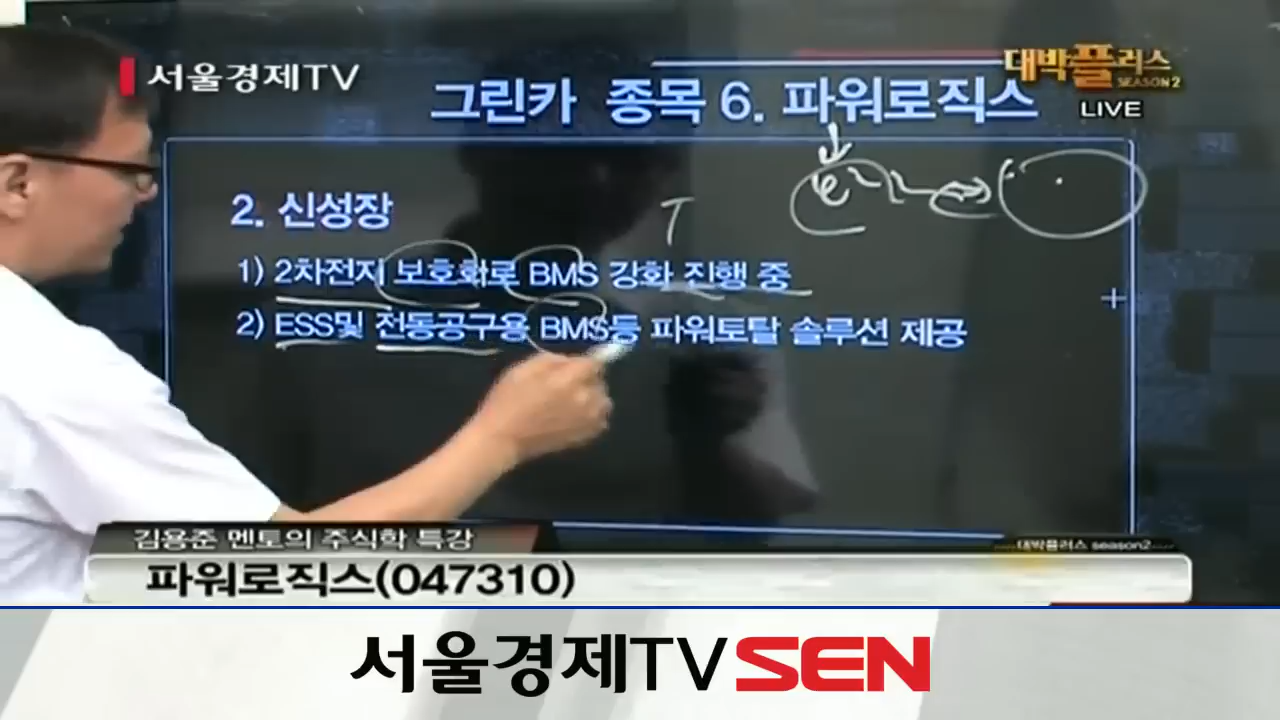 서울경제TV
대박플러스
SEASON 2
LIVE
그린카 종목 6. 파워로직스
2. 신성장
T
1) 2차전지 보호화로 BMS 강화 진행 중
2) ESS및 전동공구용 BMS등 파워토탈 솔루션 제공
김용준 멘토의 주식학 특강
대박플러스 season2
파워로직스(047310)
서울경제TV SEN